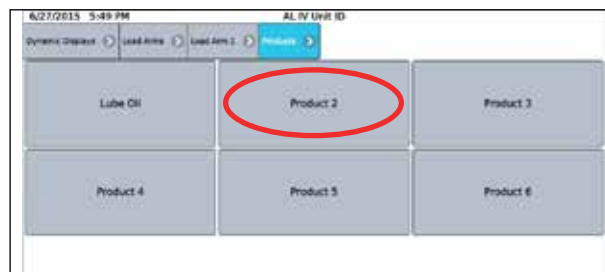 6/27/2015 5:49 PM AL IV Unit ID
Dynamic Displays Load Arms Load Arm 1 Products
Lube Oil Product 2 Product 3
Product 4 Product 5 Product 6